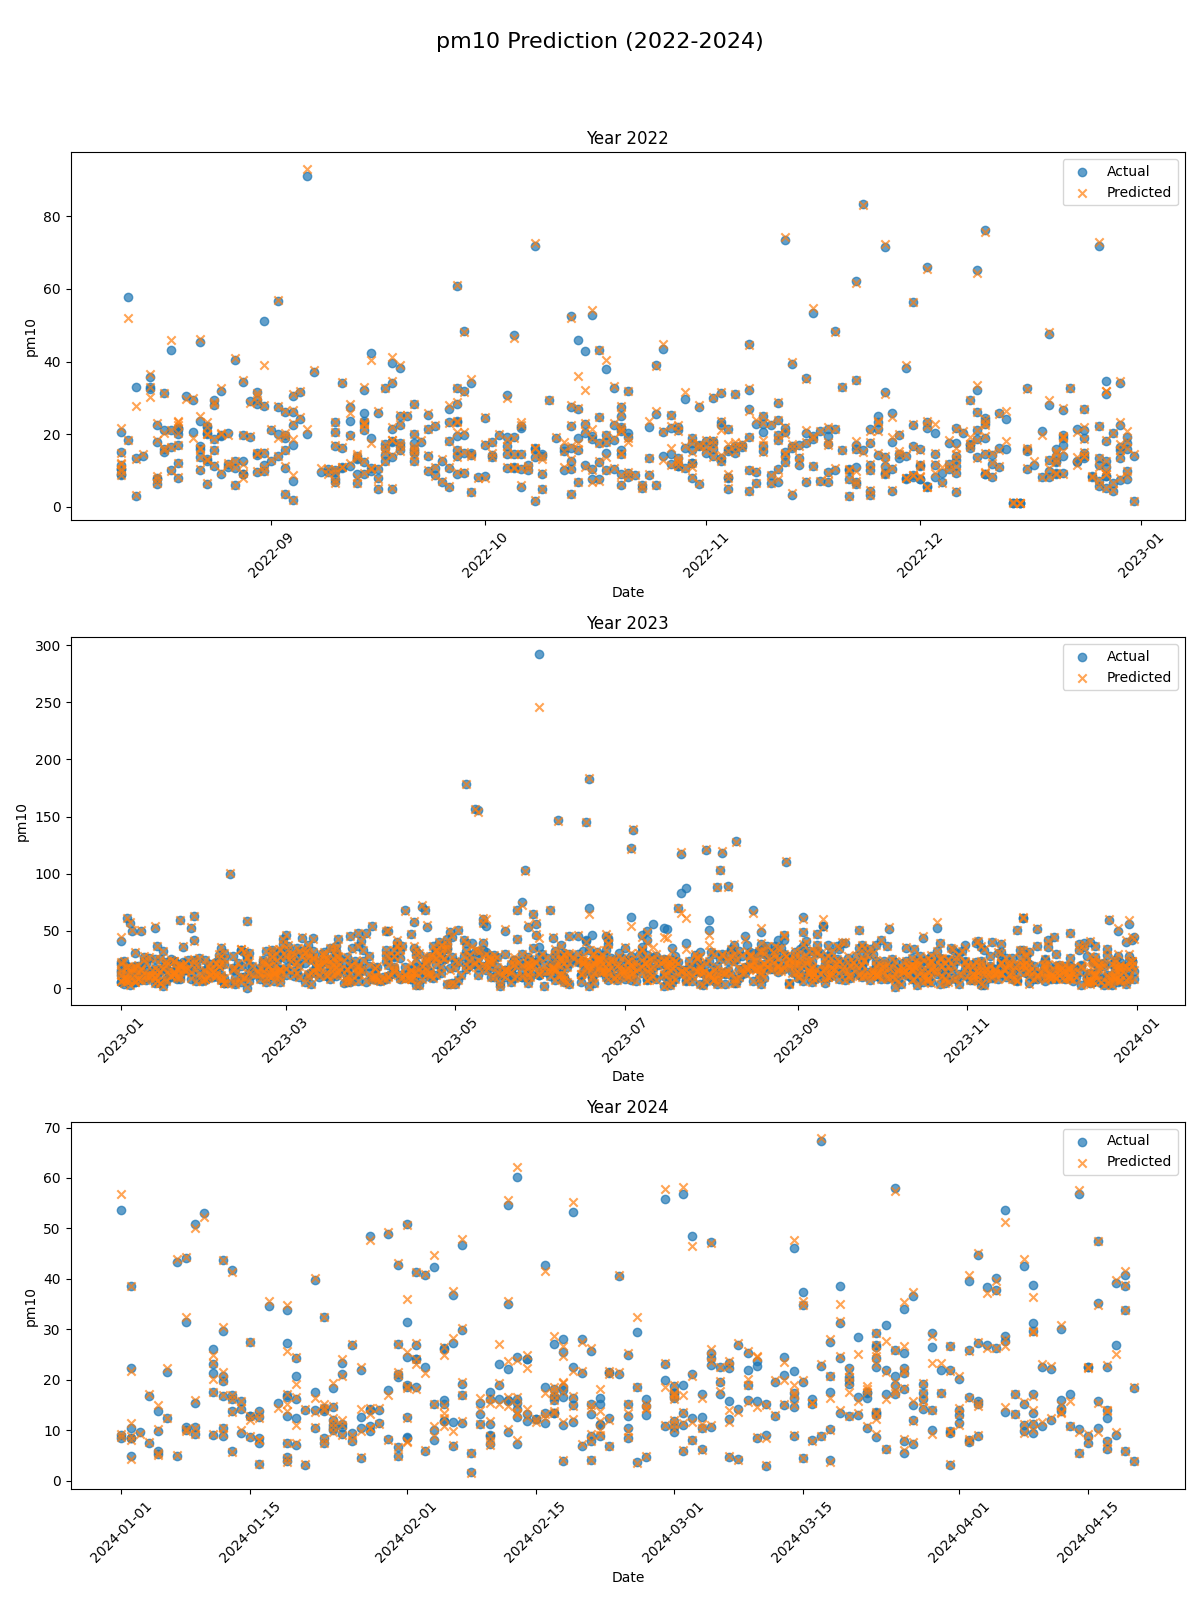 pm10 Prediction (2022-2024)
Year 2022
Actual
Predicted
pm10
80
60
40
20
0
2022-09
2022-10
2022-11
2022-12
2023-01
Date
Year 2023
Actual
Predicted
pm10
300
250
200
150
100
50
0
2023-01
2023-03
2023-05
2023-07
2023-09
2023-11
2024-01
Date
Year 2024
Actual
Predicted
pm10
70
60
50
40
30
20
10
0
2024-01-01
2024-01-15
2024-02-01
2024-02-15
2024-03-01
2024-03-15
2024-04-01
2024-04-15
Date